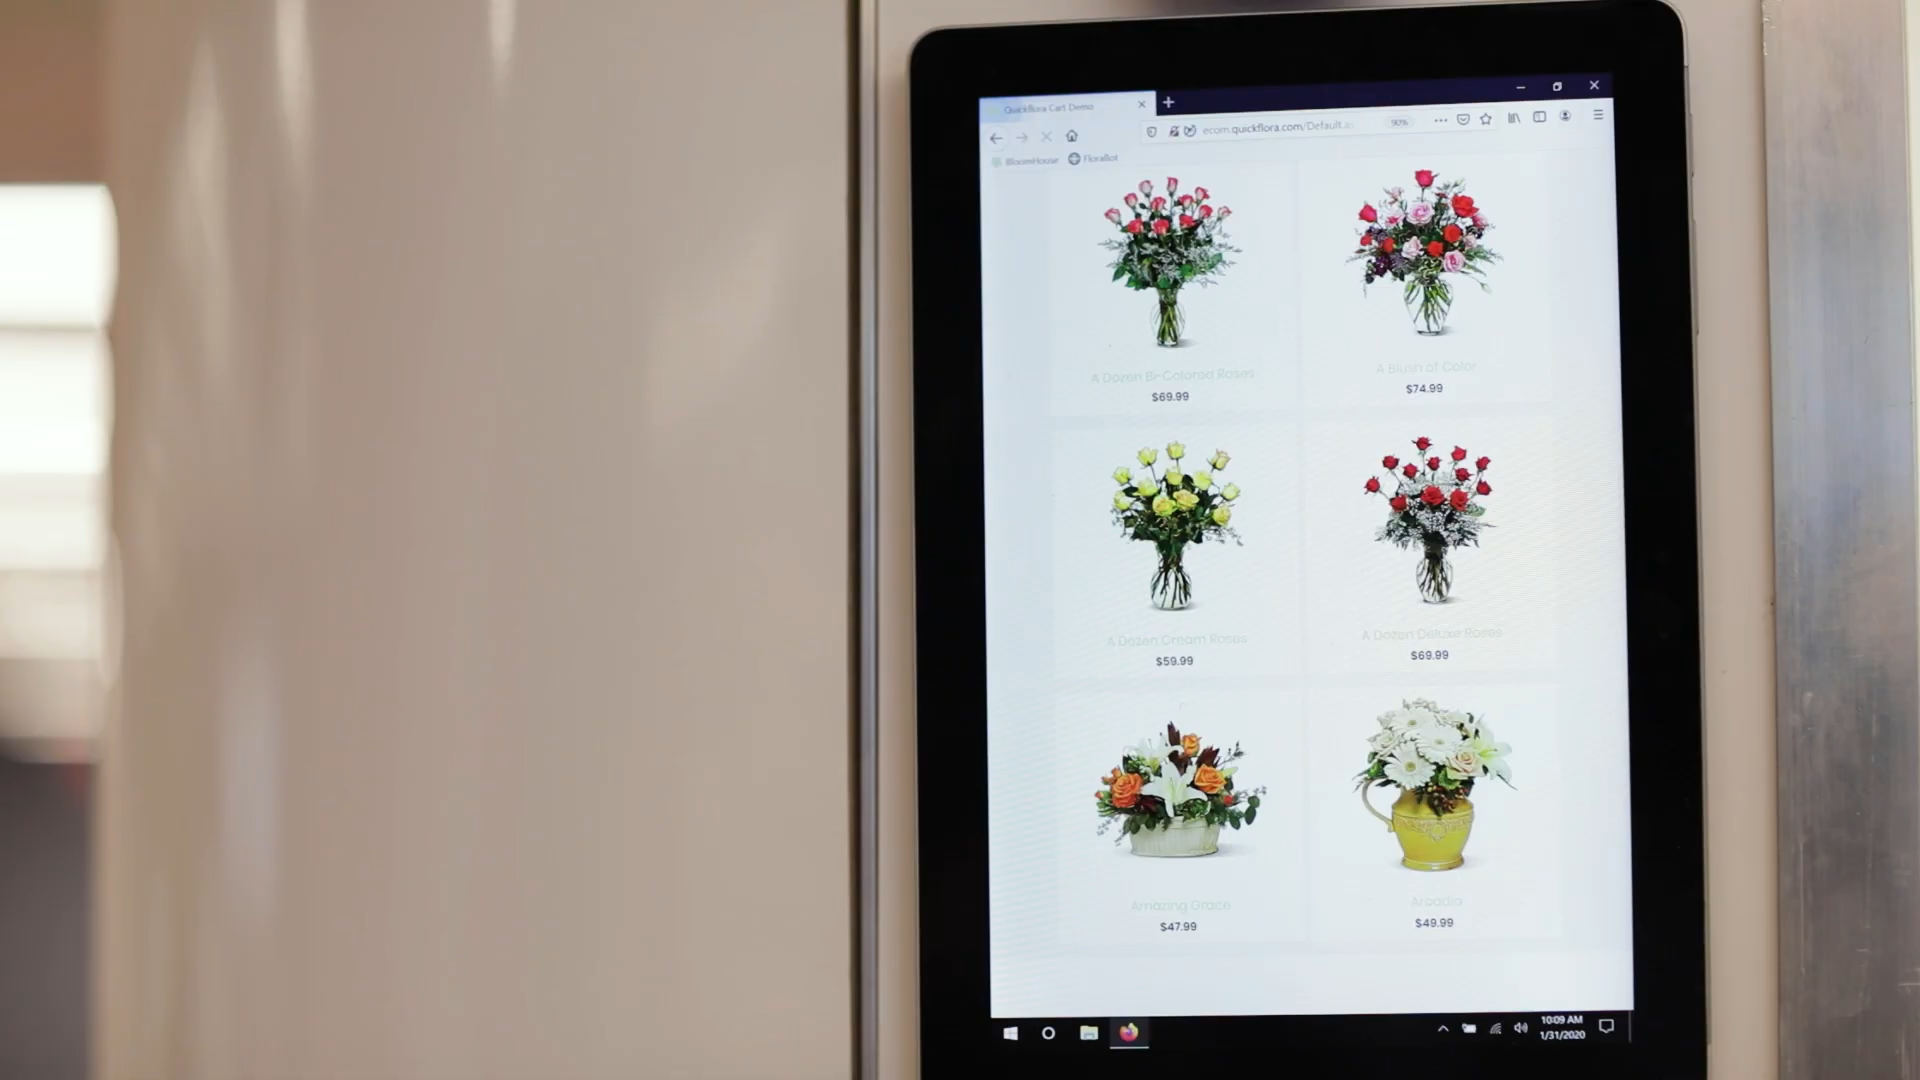 Quickflora Cart Demo
ecom.quickflora.com/Default.as
90%
BloomHouse
FloraBot
A Dozen Bi-Colored Roses
$69.99
A Blush of Color
$74.99
A Dozen Cream Roses
$59.99
A Dozen Deluxe Roses
$69.99
Amazing Grace
$47.99
Arcadia
$49.99
10:09 AM
1/31/2020